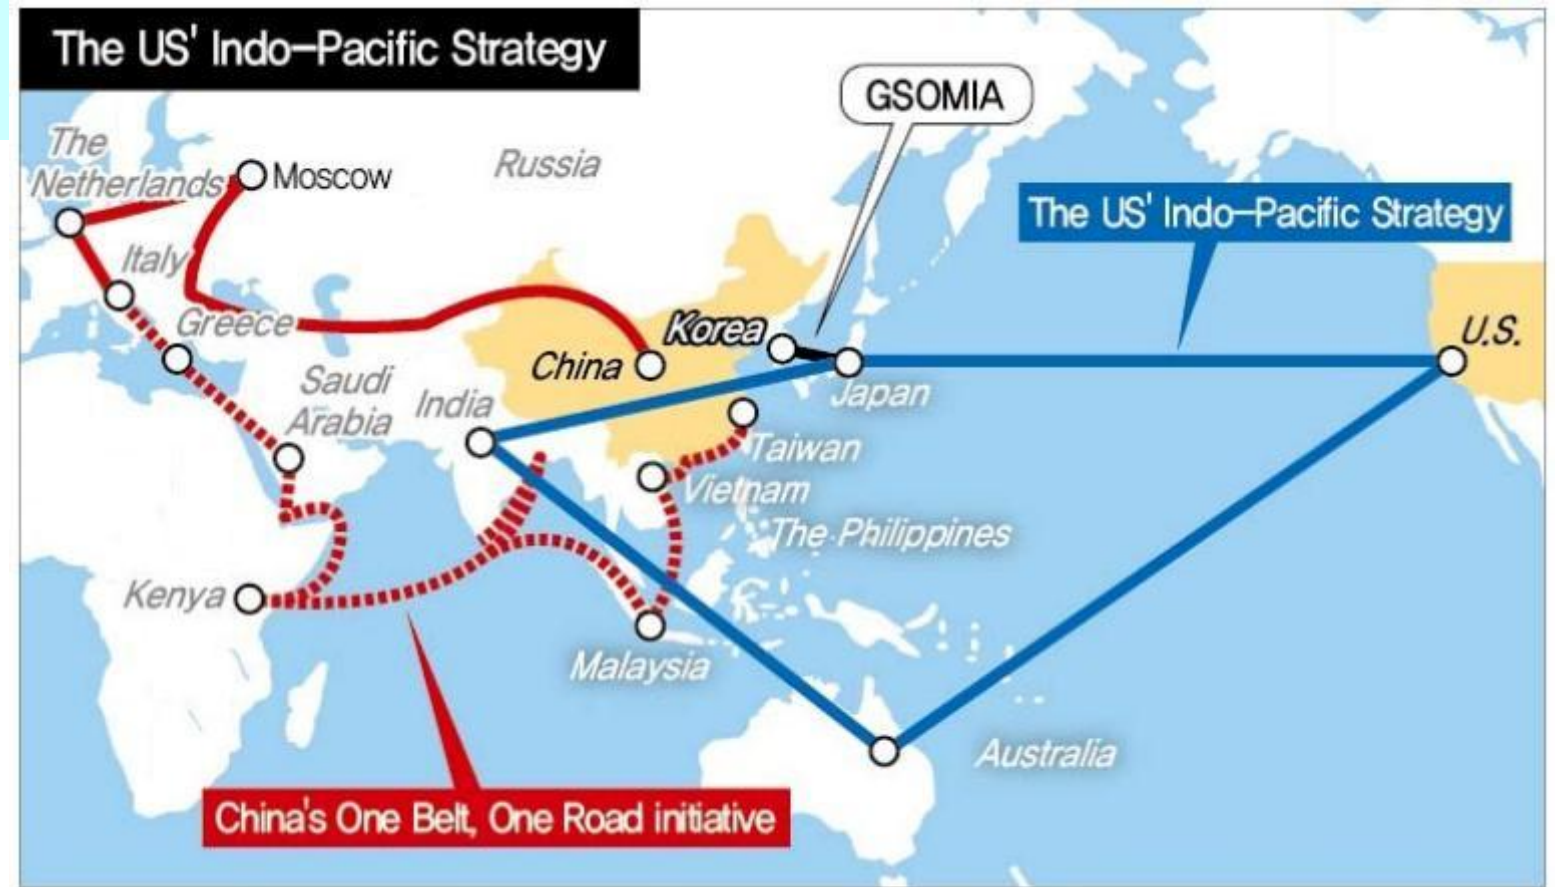 The US' Indo-Pacific Strategy
GSOMIA
The
Netherlands
Moscow
Russia
The US' Indo-Pacific Strategy
Italy
Greece
Korea
U.S.
China
Japan
Saudi
Arabia
India
Taiwan
Vietnam
The Philippines
Kenya
Malaysia
Australia
China's One Belt, One Road initiative